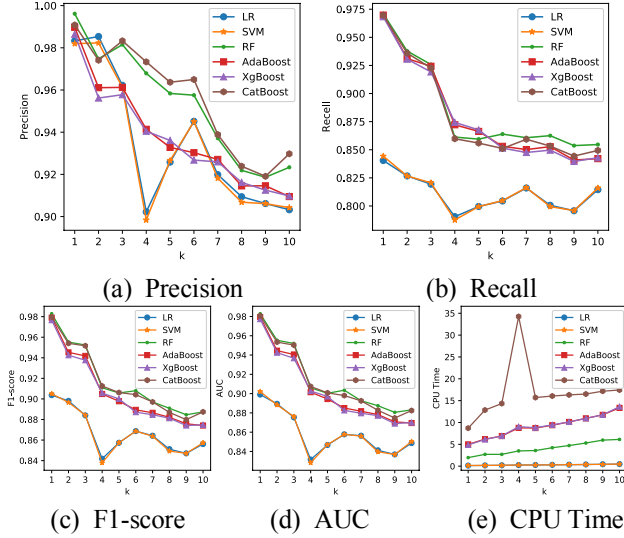 1.00
0.98
0.96
0.94
0.92
0.90
Precision
1 2 3 4 5 6 7 8 9 10
k
LR
SVM
RF
AdaBoost
XgBoost
CatBoost
(a) Precision
0.975
0.950
0.925
0.900
0.875
0.850
0.825
0.800
Recall
1 2 3 4 5 6 7 8 9 10
k
LR
SVM
RF
AdaBoost
XgBoost
CatBoost
(b) Recall
0.98
0.96
0.94
0.92
0.90
0.88
0.86
0.84
F1-score
1 2 3 4 5 6 7 8 9 10
k
LR
SVM
RF
AdaBoost
XgBoost
CatBoost
(c) F1-score
0.98
0.96
0.94
0.92
0.90
0.88
0.86
0.84
AUC
1 2 3 4 5 6 7 8 9 10
k
LR
SVM
RF
AdaBoost
XgBoost
CatBoost
(d) AUC
35
30
25
20
15
10
5
0
CPU Time
1 2 3 4 5 6 7 8 9 10
k
LR
SVM
RF
AdaBoost
XgBoost
CatBoost
(e) CPU Time